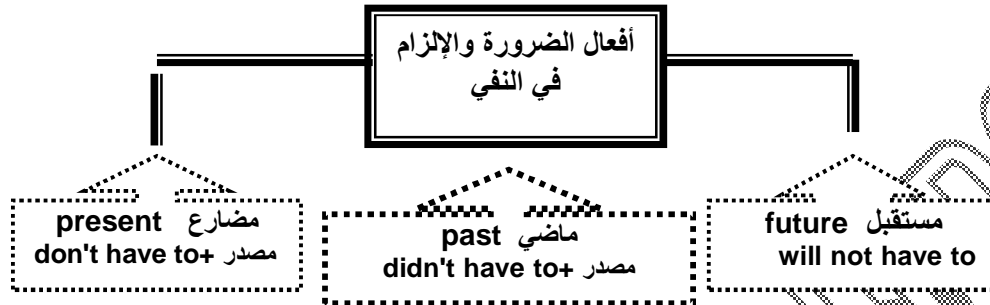 أفعال الضرورة والإلزام
في النفي
present مضارع
don't have to+ مصدر
past ماضي
didn't have to+ مصدر
future مستقبل
will not have to